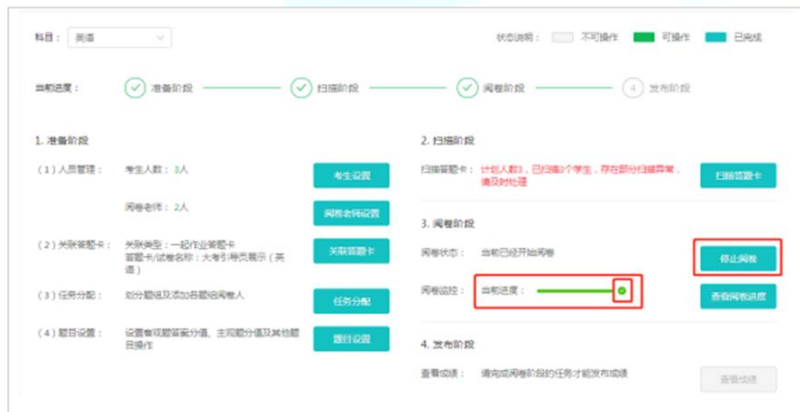 科目： 英语
状态说明： 不可操作 可操作 已完成
当前进度： 准备阶段 扫描阶段 阅卷阶段 4 发布阶段
1. 准备阶段
（1）人员管理： 考生人数：3人 考生设置
阅卷老师：2人 阅卷老师设置
（2）关联答题卡： 关联类型：一起作业答题卡
答题卡/试卷名称：大考引导页展示（英
语）
关联答题卡
（3）任务分配： 划分题组及添加各题组阅卷人 任务分配
（4）题目设置： 设置客观题答案分值、主观题分值及其他题
目操作
题目设置
2. 扫描阶段
扫描答题卡： 计划人数3，已扫描3个学生，存在部分扫描异常，
请及时处理
扫描答题卡
3. 阅卷阶段
阅卷状态： 当前已经开始阅卷 停止阅卷
阅卷监控： 当前进度： 查看阅卷进度
4. 发布阶段
查看成绩： 请完成阅卷阶段的任务才能发布成绩 查看成绩